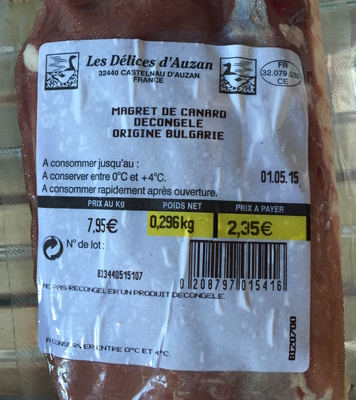 Les Délices d'Auzan
32440 CASTELNAU D'AUZAN
FRANCE
FR
32.079.030
CE
MAGRET DE CANARD
DECONGELE
ORIGINE BULGARIE
A consommer jusqu'au : 01.05.15
A conserver entre 0°C et +4°C.
A consommer rapidement après ouverture.
PRIX AU Kg POIDS NET PRIX A PAYER
7,95€ 0,296kg 2,35€
N° de lot:
833440515107
0 208797 015416
NE PAS RECONGELER UN PRODUIT DECONGELE.
A CONSERVER ENTRE 0°C ET 4°C.